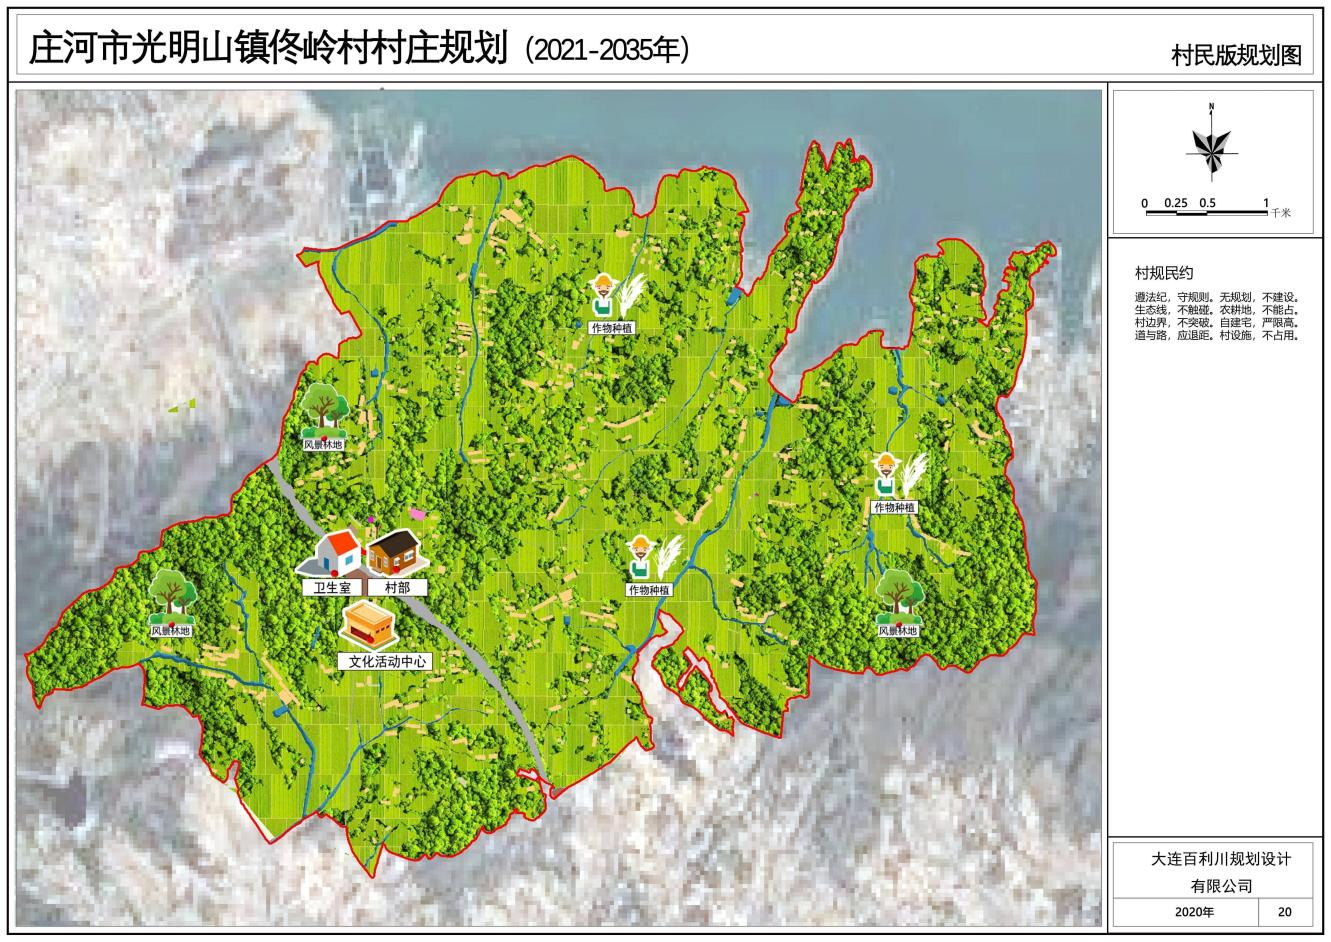 庄河市光明山镇佟岭村村庄规划（2021-2035年）
村民版规划图
N
0 0.25 0.5 1 千米
村规民约
遵法纪，守规则。无规划，不建设。
生态线，不触碰。农耕地，不能占。
村边界，不突破。自建宅，严限高。
道与路，应退距。村设施，不占用。
作物种植
风景林地
作物种植
卫生室
村部
作物种植
风景林地
风景林地
文化活动中心
大连百利川规划设计
有限公司
2020年
20